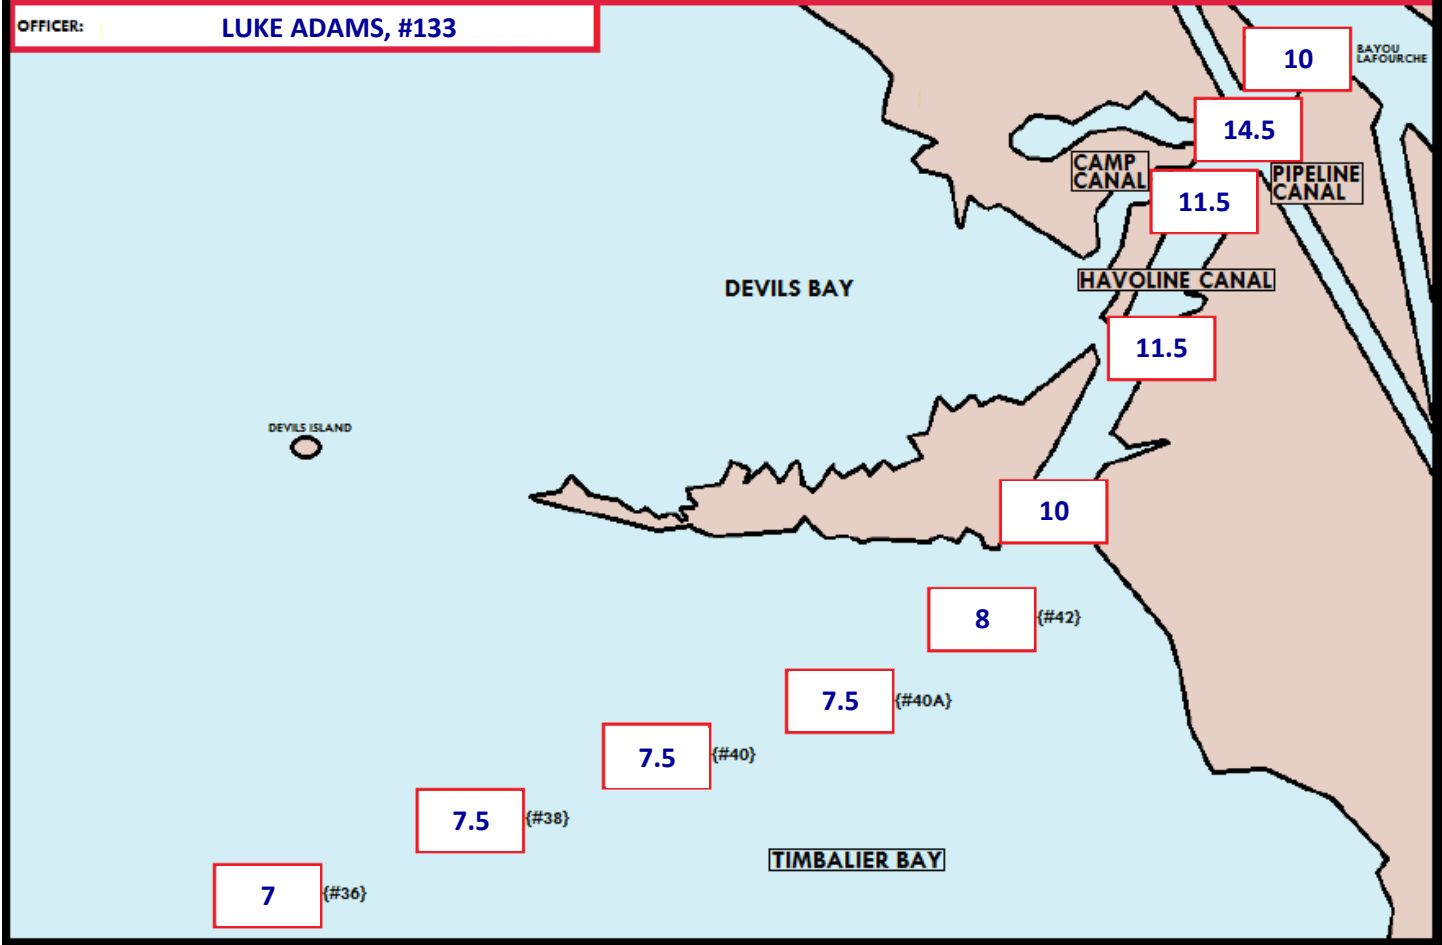 OFFICER: LUKE ADAMS, #133
10
BAYOU
LAFOURCHE
14.5
CAMP
CANAL
PIPELINE
CANAL
11.5
HAVOLINE CANAL
DEVILS BAY
11.5
DEVILS ISLAND
10
8 {#42}
7.5 {#40A}
7.5 {#40}
7.5 {#38}
TIMBALIER BAY
7 {#36}